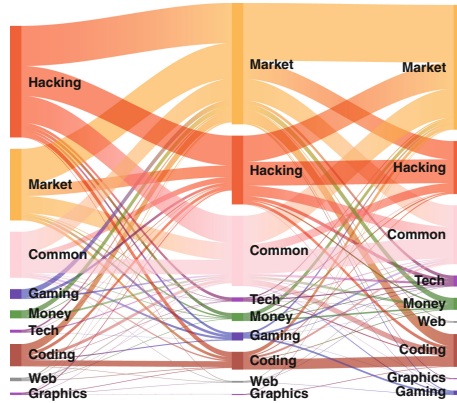 Hacking
Market
Common
Gaming
Money
Tech
Coding
Web
Graphics
Market
Hacking
Common
Tech
Money
Gaming
Coding
Web
Graphics
Market
Hacking
Common
Tech
Money
Web
Coding
Graphics
Gaming